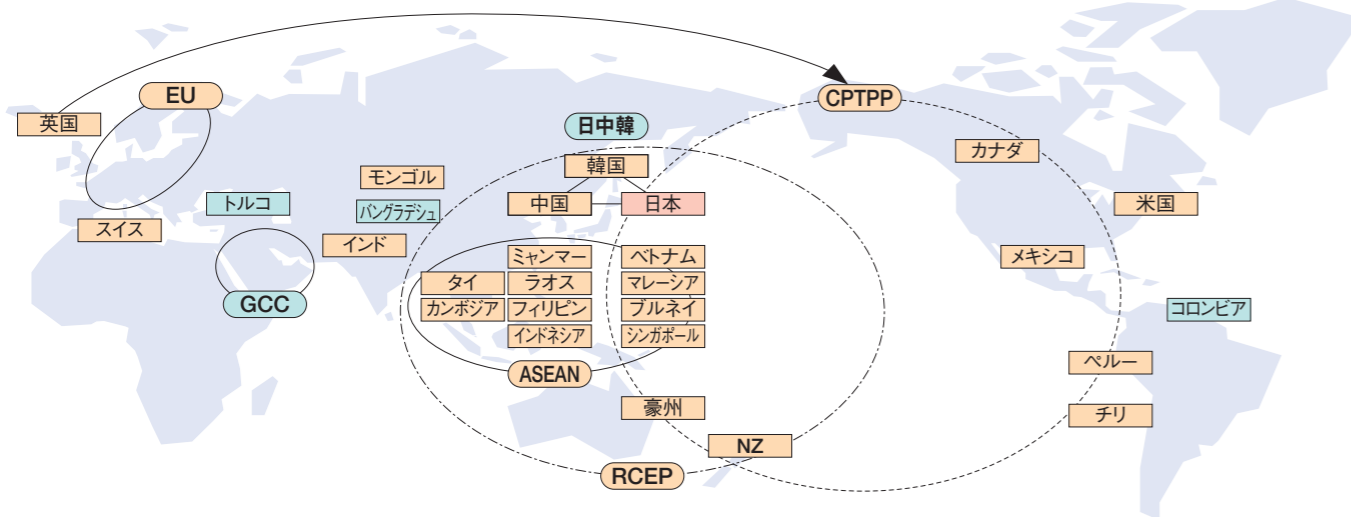 EU
CPTPP
英国
日中韓
カナダ
韓国
モンゴル
トルコ
バングラデシュ
中国
日本
米国
スイス
インド
ミャンマー
ベトナム
メキシコ
タイ
ラオス
マレーシア
GCC
カンボジア
フィリピン
ブルネイ
コロンビア
インドネシア
シンガポール
ASEAN
ペルー
豪州
チリ
NZ
RCEP